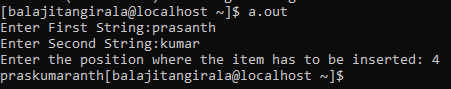 [balajitangirala@localhost ~]$ a.out
Enter First String:prasanth
Enter Second String:kumar
Enter the position where the item has to be inserted: 4
praskumaranth[balajitangirala@localhost ~]$